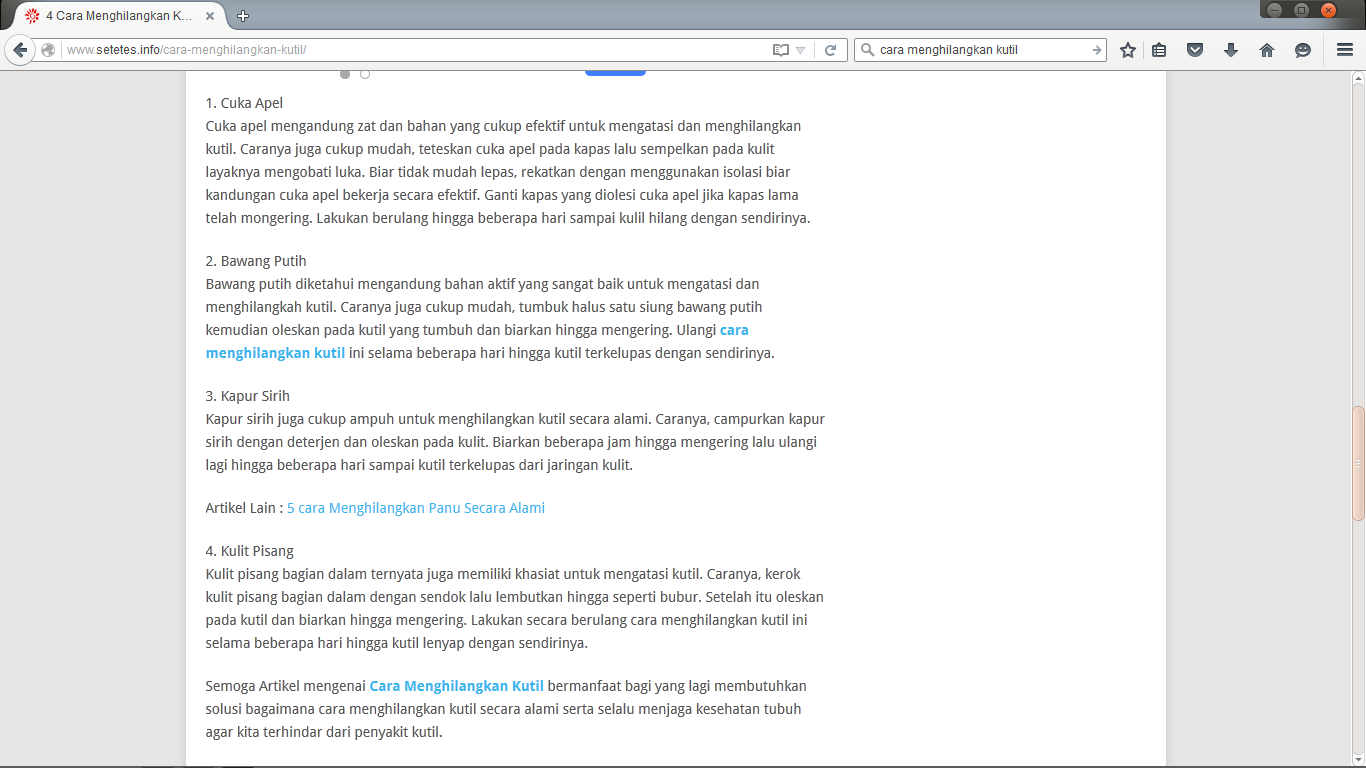 4 Cara Menghilangkan K...
www.setetes.info/cara-menghilangkan-kutil/
cara menghilangkan kutil
1. Cuka Apel
Cuka apel mengandung zat dan bahan yang cukup efektif untuk mengatasi dan menghilangkan
kutil. Caranya juga cukup mudah, teteskan cuka apel pada kapas lalu sempelkan pada kulit
layaknya mengobati luka. Biar tidak mudah lepas, rekatkan dengan menggunakan isolasi biar
kandungan cuka apel bekerja secara efektif. Ganti kapas yang diolesi cuka apel jika kapas lama
telah mongering. Lakukan berulang hingga beberapa hari sampai kulil hilang dengan sendirinya.
2. Bawang Putih
Bawang putih diketahui mengandung bahan aktif yang sangat baik untuk mengatasi dan
menghilangkah kutil. Caranya juga cukup mudah, tumbuk halus satu siung bawang putih
kemudian oleskan pada kutil yang tumbuh dan biarkan hingga mengering. Ulangi cara
menghilangkan kutil ini selama beberapa hari hingga kutil terkelupas dengan sendirinya.
3. Kapur Sirih
Kapur sirih juga cukup ampuh untuk menghilangkan kutil secara alami. Caranya, campurkan kapur
sirih dengan deterjen dan oleskan pada kulit. Biarkan beberapa jam hingga mengering lalu ulangi
lagi hingga beberapa hari sampai kutil terkelupas dari jaringan kulit.
Artikel Lain : 5 cara Menghilangkan Panu Secara Alami
4. Kulit Pisang
Kulit pisang bagian dalam ternyata juga memiliki khasiat untuk mengatasi kutil. Caranya, kerok
kulit pisang bagian dalam dengan sendok lalu lembutkan hingga seperti bubur. Setelah itu oleskan
pada kutil dan biarkan hingga mengering. Lakukan secara berulang cara menghilangkan kutil ini
selama beberapa hari hingga kutil lenyap dengan sendirinya.
Semoga Artikel mengenai Cara Menghilangkan Kutil bermanfaat bagi yang lagi membutuhkan
solusi bagaimana cara menghilangkan kutil secara alami serta selalu menjaga kesehatan tubuh
agar kita terhindar dari penyakit kutil.